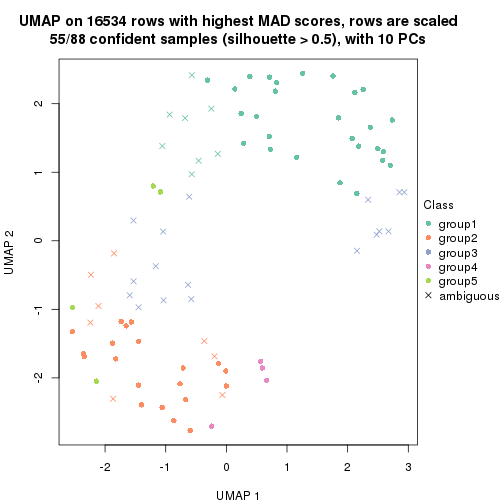 UMAP on 16534 rows with highest MAD scores, rows are scaled
55/88 confident samples (silhouette > 0.5), with 10 PCs
2
1
0
-1
-2
UMAP 2
-2
-1
0
1
2
3
UMAP 1
Class
group1
group2
group3
group4
group5
ambiguous